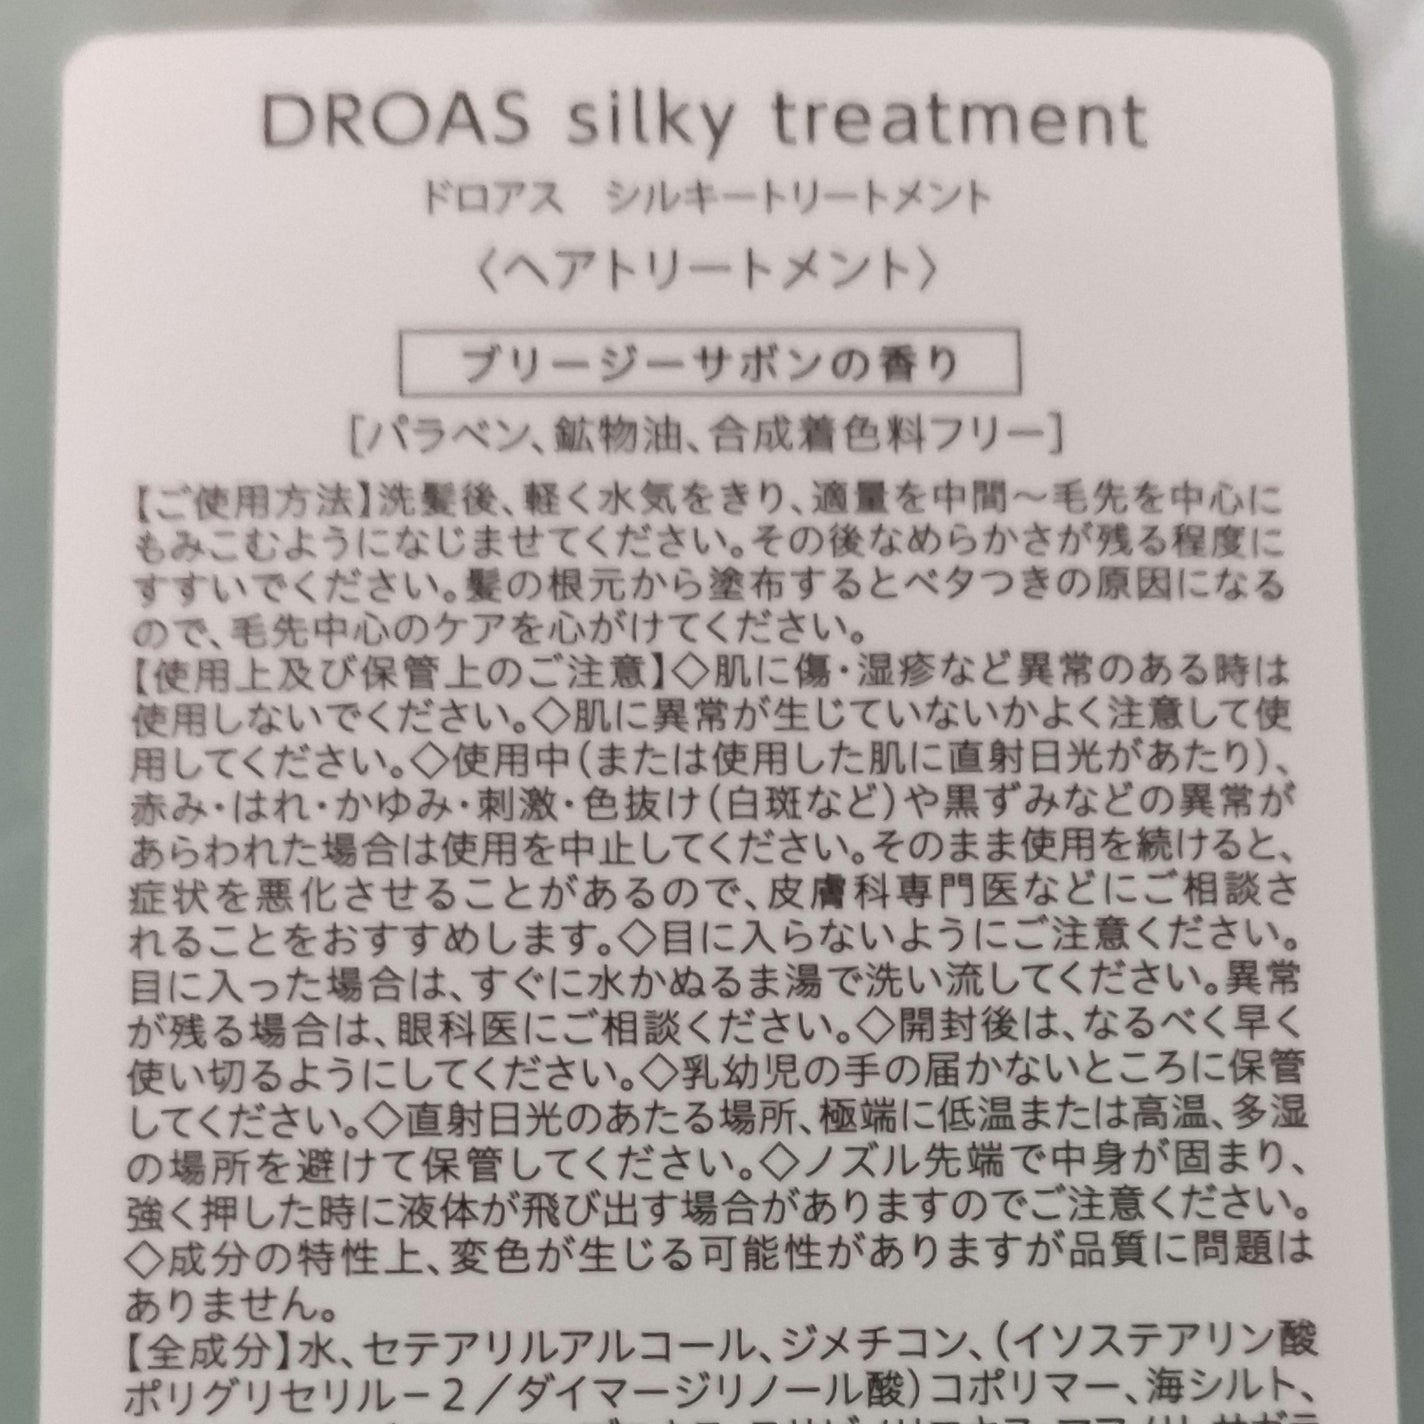 DROAS silky treatment
ドロアス シルキートリートメント
〈ヘアトリートメント〉
ブリージーサボンの香り
[パラベン、鉱物油、合成着色料フリー]
【ご使用方法】洗髪後、軽く水気をきり、適量を中間～毛先を中心に
もみこむようになじませてください。その後なめらかさが残る程度に
すすいでください。髪の根元から塗布するとベタつきの原因になる
ので、毛先中心のケアを心がけてください。
【使用上及び保管上のご注意】◇肌に傷・湿疹など異常のある時は
使用しないでください。◇肌に異常が生じていないかよく注意して使
用してください。◇使用中(または使用した肌に直射日光があたり)、
赤み・はれ・かゆみ・刺激・色抜け(白斑など)や黒ずみなどの異常が
あらわれた場合は使用を中止してください。そのまま使用を続けると、
症状を悪化させることがあるので、皮膚科専門医などにご相談さ
れることをおすすめします。◇目に入らないようにご注意ください。
目に入った場合は、すぐに水かぬるま湯で洗い流してください。異常
が残る場合は、眼科医にご相談ください。◇開封後は、なるべく早く
使い切るようにしてください。◇乳幼児の手の届かないところに保管
してください。◇直射日光のあたる場所、極端に低温または高温、多湿
の場所を避けて保管してください。◇ノズル先端で中身が固まり、
強く押した時に液体が飛び出す場合がありますのでご注意ください。
◇成分の特性上、変色が生じる可能性がありますが品質に問題は
ありません。
【全成分】水、セテアリルアルコール、ジメチコン、(イソステアリン酸
ポリグリセリル－2／ダイマージリノール酸)コポリマー、海シルト、